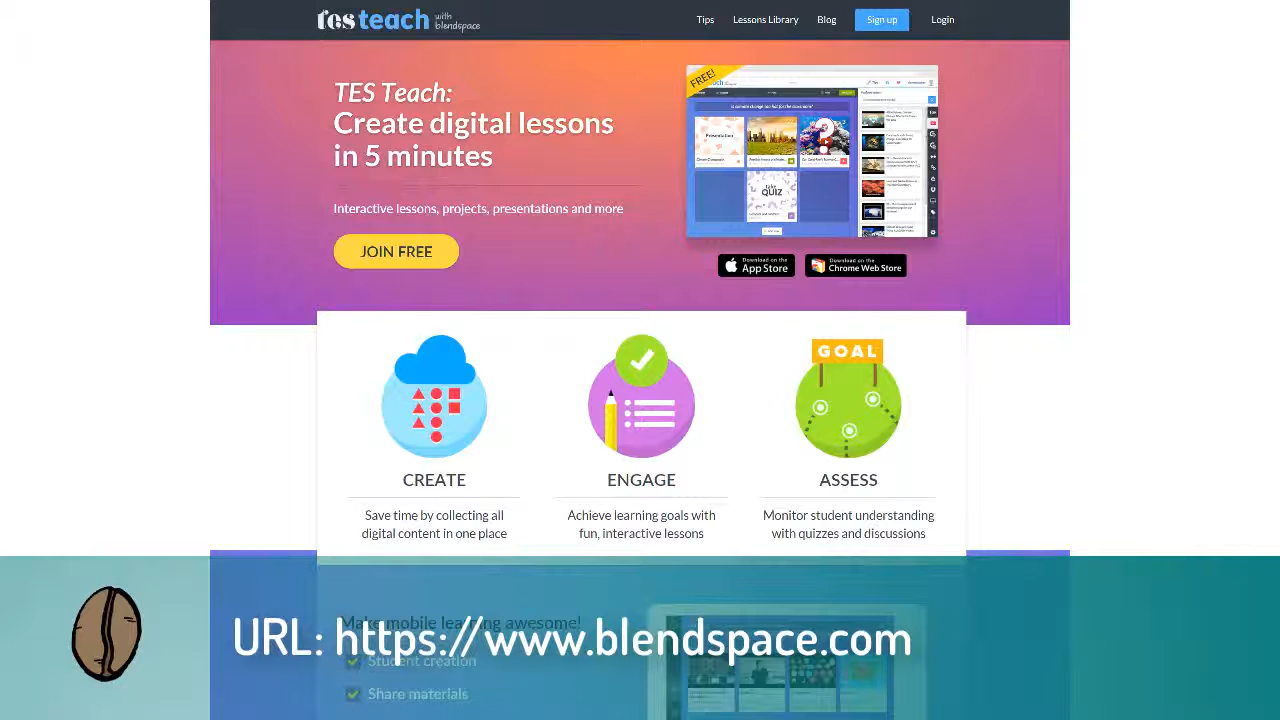 tes teach with blendspace
Tips Lessons Library Blog Sign up Login
TES Teach:
Create digital lessons
in 5 minutes
Interactive lessons, projects, presentations and more
JOIN FREE
FREE!
Presentation
take
QUIZ
Download on the
App Store
Download on the
Chrome Web Store
GOAL
CREATE
Save time by collecting all
digital content in one place
ENGAGE
Achieve learning goals with
fun, interactive lessons
ASSESS
Monitor student understanding
with quizzes and discussions
Make mobile learning awesome!
URL: https://www.blendspace.com
Student creation
Share materials